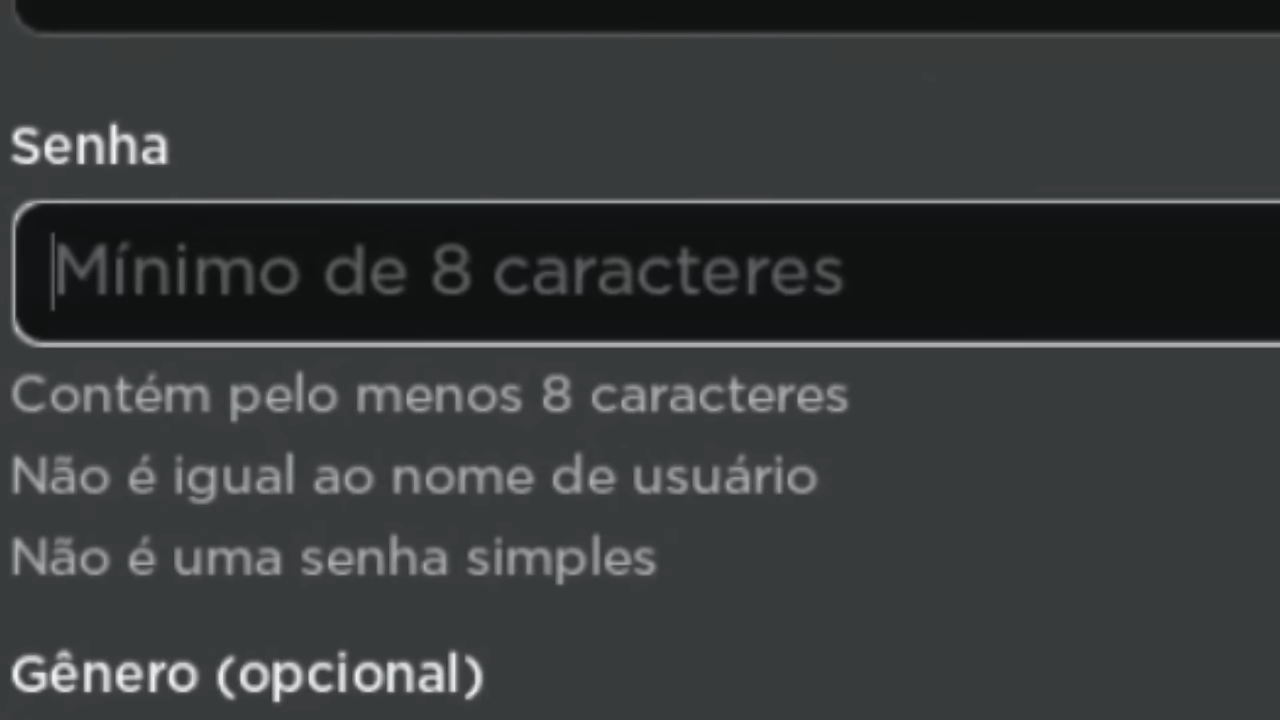 Senha
Mínimo de 8 caracteres
Contém pelo menos 8 caracteres
Não é igual ao nome de usuário
Não é uma senha simples
Gênero (opcional)